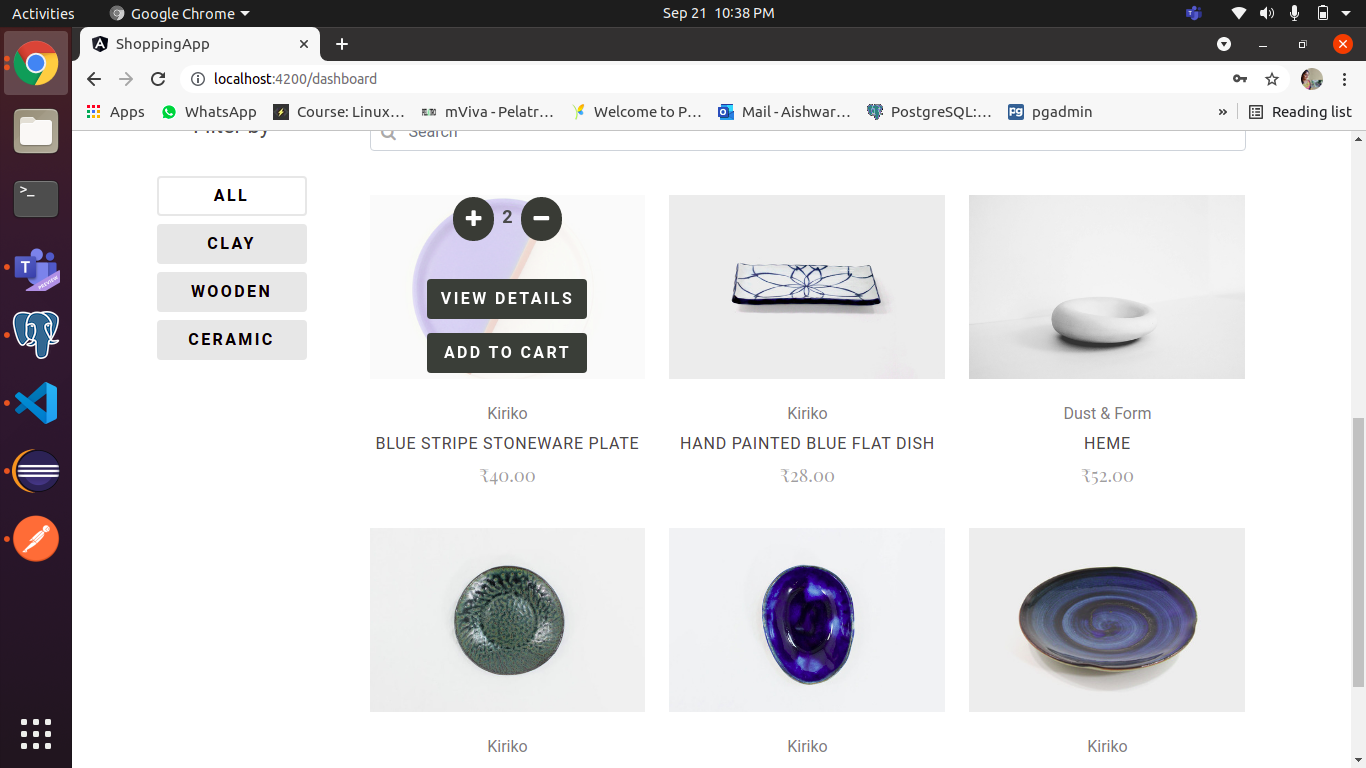 Activities Google Chrome Sep 21 10:38 PM
ShoppingApp
localhost:4200/dashboard
Apps WhatsApp Course: Linux… mViva - Pelatr… Welcome to P… Mail - Aishwar… PostgreSQL:… pgadmin » Reading list
Filter by
Search
ALL
CLAY
WOODEN
CERAMIC
2
VIEW DETAILS
ADD TO CART
Kiriko
BLUE STRIPE STONEWARE PLATE
₹40.00
Kiriko
HAND PAINTED BLUE FLAT DISH
₹28.00
Dust & Form
HEME
₹52.00
Kiriko
Kiriko
Kiriko